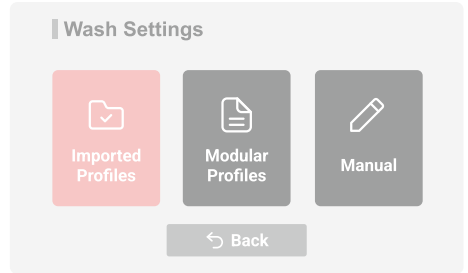 Wash Settings
Imported
Profiles
Modular
Profiles
Manual
Back